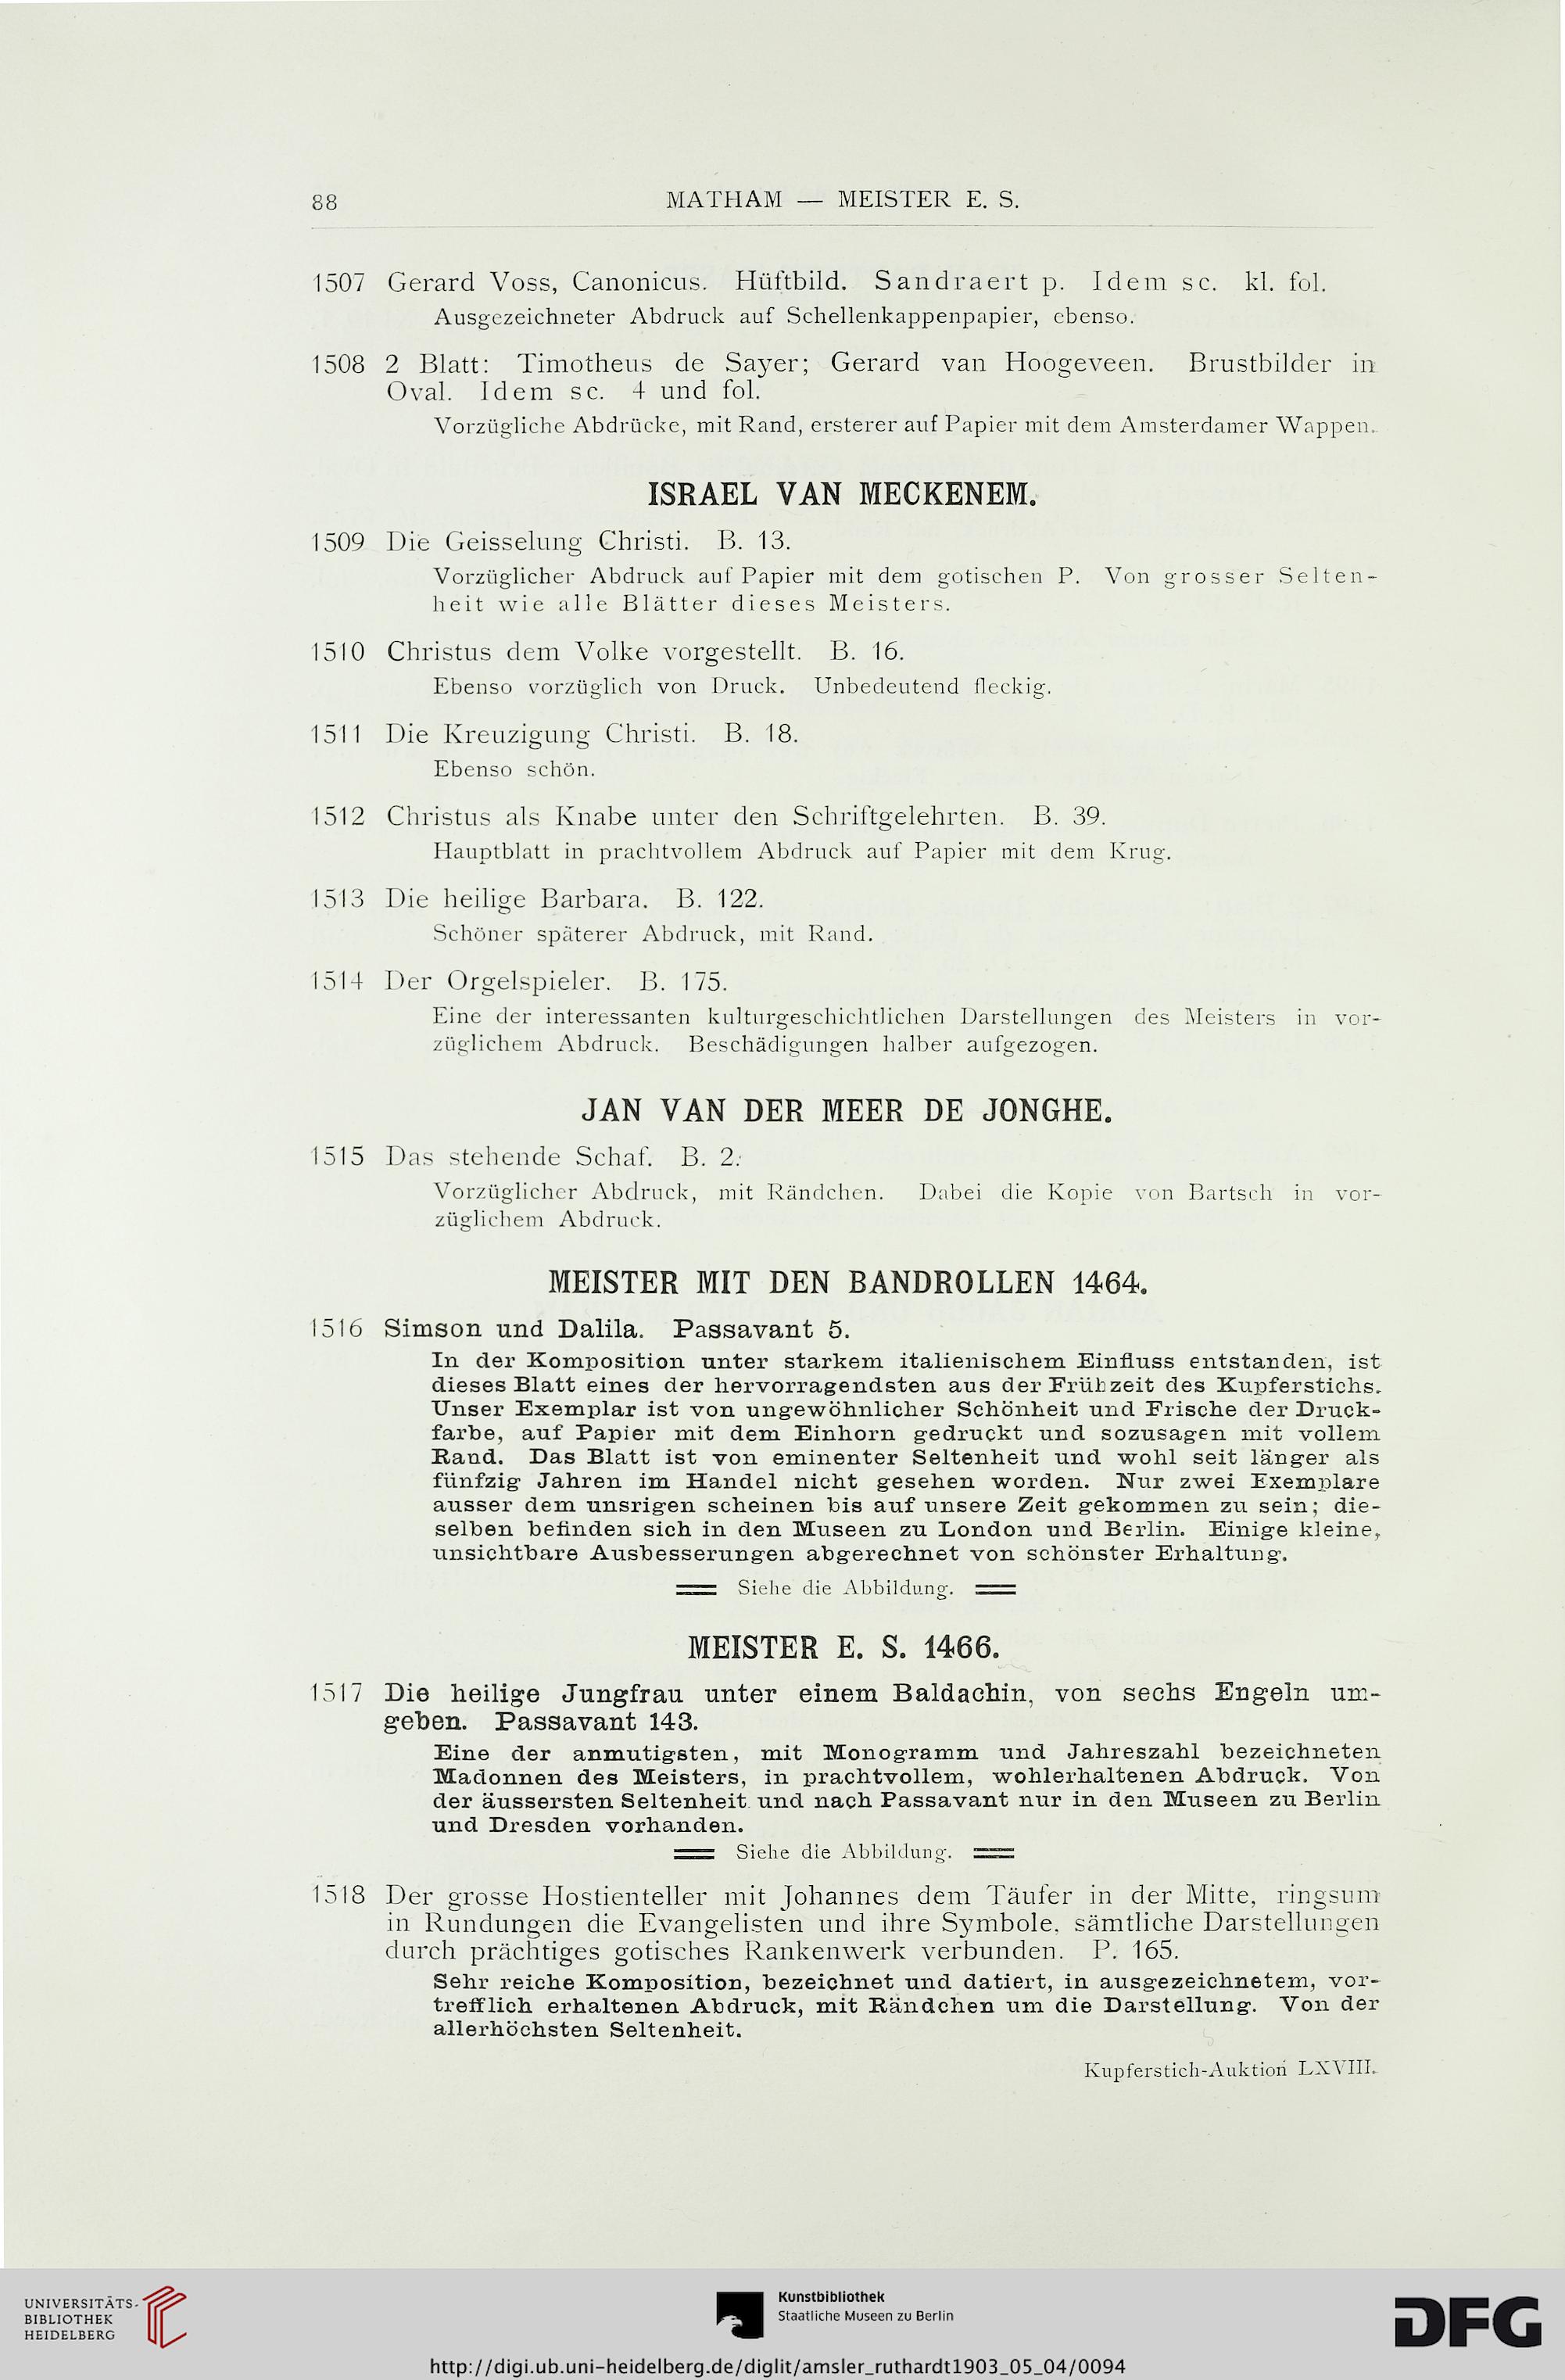 88
MATHAM — MEISTER E. S.
1507 Gerard Voss, Canonicus. Hüftbild. Sandraert p. Idem sc. kl. fol.
Ausgezeichneter Abdruck auf Schellenkappenpapier, ebenso.
1508 2 Blatt: Timotheus de Sayer; Gerard van Hoogeveen. Brustbilder in
Oval. Idem sc. 4 und fol.
Vorzügliche Abdrücke, mit Rand, ersterer auf Papier mit dem Amsterdamer Wappen.
ISRAEL VAN MECKENEM.
1509 Die Geisselung Christi. B. 13.
Vorzüglicher Abdruck auf Papier mit dem gotischen P. Von grosser Selten-
heit wie alle Blätter dieses Meisters.
1510 Christus dem Volke vorgestellt. B. 16.
Ebenso vorzüglich von Druck. Unbedeutend fleckig.
1511 Die Kreuzigung Christi. B. 18.
Ebenso schön.
1512 Christus als Knabe unter den Schriftgelehrten. B. 39.
Hauptblatt in prachtvollem Abdruck auf Papier mit dem Krug.
1513 Die heilige Barbara. B. 122.
Schöner späterer Abdruck, mit Rand.
1514 Der Orgelspieler. B. 175.
Eine der interessanten kulturgeschichtlichen Darstellungen des Meisters in vor-
züglichem Abdruck. Beschädigungen halber aufgezogen.
JAN VAN DER MEER DE JONGHE.
1515 Das stehende Schaf. B. 2.
Vorzüglicher Abdruck, mit Rändchen. Dabei die Kopie von Bartsch in vor-
züglichem Abdruck.
MEISTER MIT DEN BANDROLLEN 1464.
1516 Simson und Dalila. Passavant 5.
In der Komposition unter starkem italienischem Einfluss entstanden, ist
dieses Blatt eines der hervorragendsten aus der Frühzeit des Kupferstichs.
Unser Exemplar ist von ungewöhnlicher Schönheit und Frische der Druck-
farbe, auf Papier mit dem Einhorn gedruckt und sozusagen mit vollem
Rand. Das Blatt ist von eminenter Seltenheit und wohl seit länger als
fünfzig Jahren im Handel nicht gesehen worden. Nur zwei Exemplare
ausser dem unsrigen scheinen bis auf unsere Zeit gekommen zu sein; die-
selben befinden sich in den Museen zu London und Berlin. Einige kleine,
unsichtbare Ausbesserungen abgerechnet von schönster Erhaltung.
Siehe die Abbildung.
MEISTER E. S. 1466.
1517 Die heilige Jungfrau unter einem Baldachin, von sechs Engeln um-
geben. Passavant 143.
Eine der anmutigsten, mit Monogramm und Jahreszahl bezeichneten
Madonnen des Meisters, in prachtvollem, wohlerhaltenen Abdruck. Von
der äussersten Seltenheit und nach Passavant nur in den Museen zu Berlin
und Dresden vorhanden.
Siehe die Abbildung.
1518 Der grosse Hostienteller mit Johannes dem Täufer in der Mitte, ringsum
in Rundungen die Evangelisten und ihre Symbole, sämtliche Darstellungen
durch prächtiges gotisches Rankenwerk verbunden. P. 165.
Sehr reiche Komposition, bezeichnet und datiert, in ausgezeichnetem, vor-
trefflich erhaltenen Abdruck, mit Rändchen um die Darstellung. Von der
allerhöchsten Seltenheit.
Kupferstich-Auktion LXVIII.
UNIVERSITÄTS-
BIBLIOTHEK
HEIDELBERG
Kunstbibliothek
Staatliche Museen zu Berlin
DFG
http://digi.ub.uni-heidelberg.de/diglit/amsler_ruthardt1903_05_04/0094